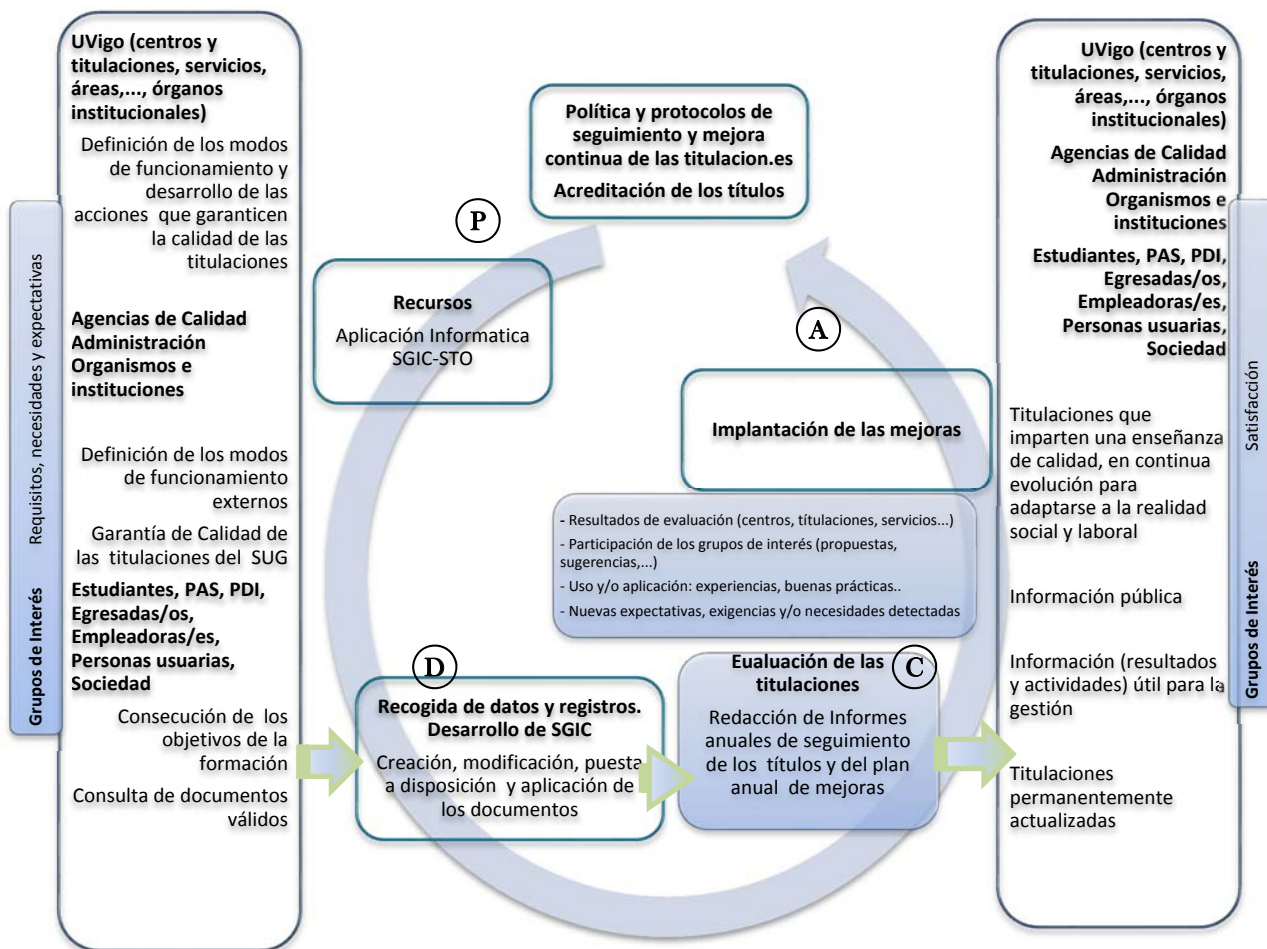 UVigo (centros y
titulaciones, servicios,
áreas,..., órganos
institucionales)
Definición de los modos
de funcionamiento y
desarrollo de las
acciones que garanticen
la calidad de las
titulaciones
Agencias de Calidad
Administración
Organismos e
instituciones
Definición de los modos
de funcionamiento
externos
Garantía de Calidad de
las titulaciones del SUG
Estudiantes, PAS, PDI,
Egresadas/os,
Empleadoras/es,
Personas usuarias,
Sociedad
Consecución de los
objetivos de la
formación
Consulta de documentos
válidos
Grupos de Interés
Requisitos, necesidades y expectativas
Política y protocolos de
seguimiento y mejora
continua de las titulacion.es
Acreditación de los títulos
P
Recursos
Aplicación Informatica
SGIC-STO
A
Implantación de las mejoras
- Resultados de evaluación (centros, títulaciones, servicios...)
- Participación de los grupos de interés (propuestas,
sugerencias,...)
- Uso y/o aplicación: experiencias, buenas prácticas..
- Nuevas expectativas, exigencias y/o necesidades detectadas
D
Recogida de datos y registros.
Desarrollo de SGIC
Creación, modificación, puesta
a disposición y aplicación de
los documentos
C
Eualuación de las
titulaciones
Redacción de Informes
anuales de seguimiento
de los títulos y del plan
anual de mejoras
UVigo (centros y
titulaciones, servicios,
áreas,..., órganos
institucionales)
Agencias de Calidad
Administración
Organismos e
instituciones
Estudiantes, PAS, PDI,
Egresadas/os,
Empleadoras/es,
Personas usuarias,
Sociedad
Titulaciones que
imparten una enseñanza
de calidad, en continua
evolución para
adaptarse a la realidad
social y laboral
Información pública
Información (resultados
y actividades) útil para la
gestión
Titulaciones
permanentemente
actualizadas
Grupos de Interés
Satisfacción